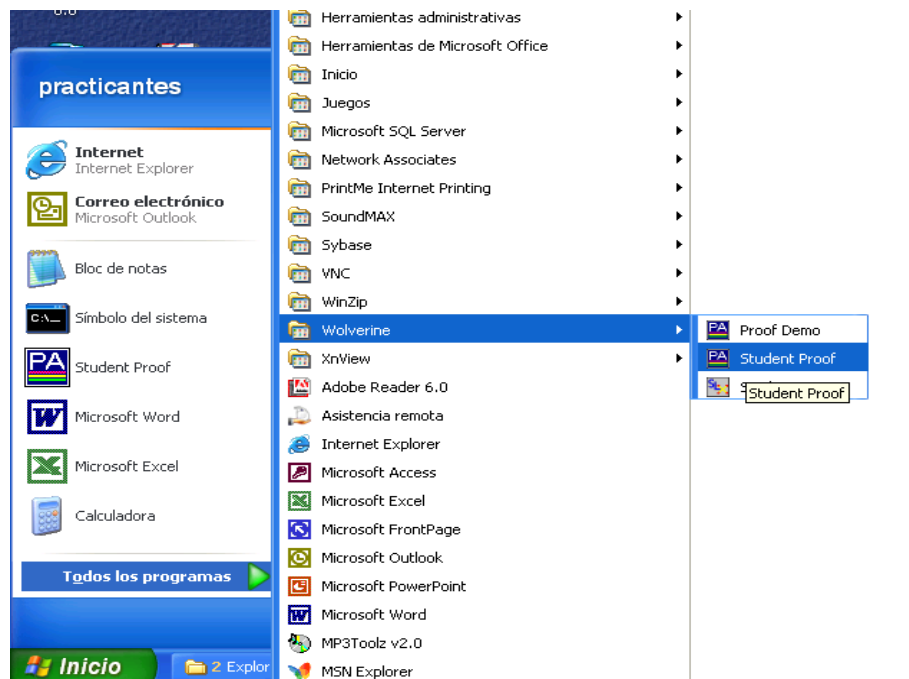 practicantes
Internet
Internet Explorer
Correo electrónico
Microsoft Outlook
Bloc de notas
Símbolo del sistema
Student Proof
Microsoft Word
Microsoft Excel
Calculadora
Todos los programas
Inicio
2 Explor
Herramientas administrativas
Herramientas de Microsoft Office
Inicio
Juegos
Microsoft SQL Server
Network Associates
PrintMe Internet Printing
SoundMAX
Sybase
VNC
WinZip
Wolverine
XnView
Adobe Reader 6.0
Asistencia remota
Internet Explorer
Microsoft Access
Microsoft Excel
Microsoft FrontPage
Microsoft Outlook
Microsoft PowerPoint
Microsoft Word
MP3Toolz v2.0
MSN Explorer
Proof Demo
Student Proof
Student Proof